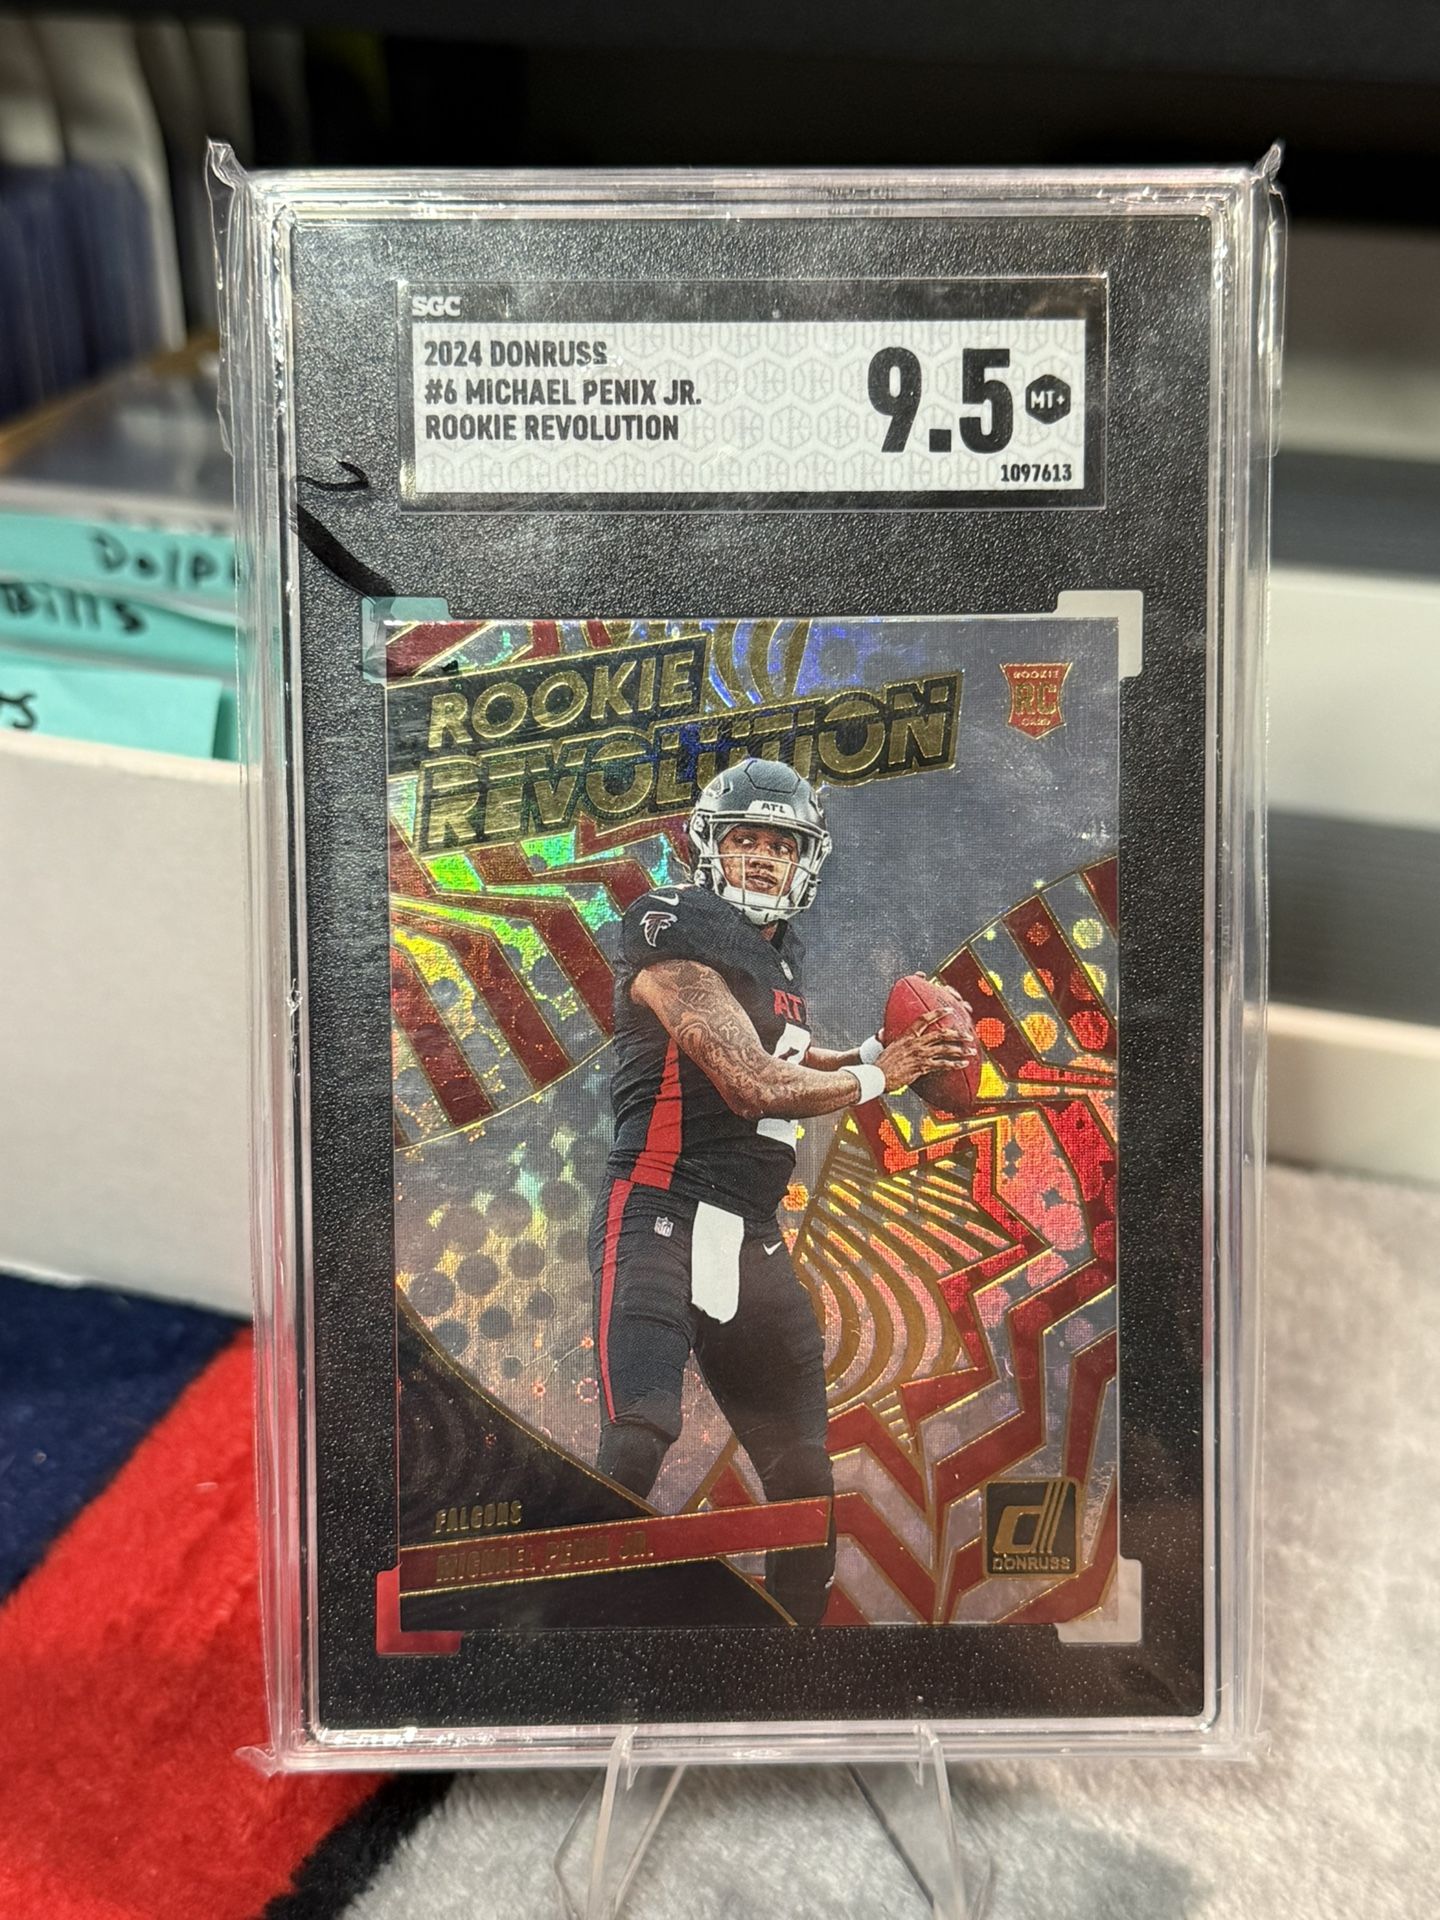 SGC
2024 DONRUSS
#6 MICHAEL PENIX JR.
ROOKIE REVOLUTION
9.5
MT+
1097613
Bills
ROOKIE
REVOLUTION
ROOKIE
RC
CARD
ATL
FALCONS
MICHAEL PENIX JR.
DONRUSS